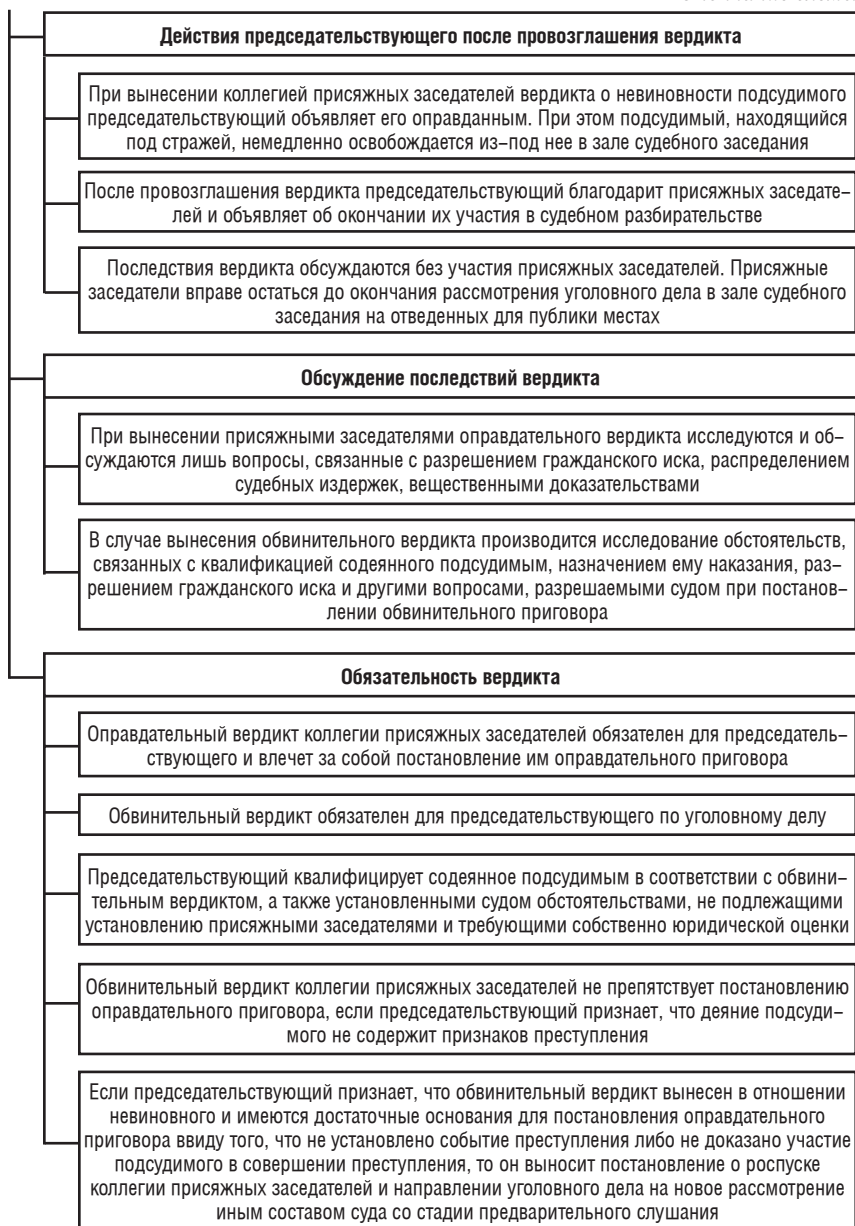 Действия председательствующего после провозглашения вердикта
При вынесении коллегией присяжных заседателей вердикта о невиновности подсудимого
председательствующий объявляет его оправданным. При этом подсудимый, находящийся
под стражей, немедленно освобождается из–под нее в зале судебного заседания
После провозглашения вердикта председательствующий благодарит присяжных заседате–
лей и объявляет об окончании их участия в судебном разбирательстве
Последствия вердикта обсуждаются без участия присяжных заседателей. Присяжные
заседатели вправе остаться до окончания рассмотрения уголовного дела в зале судебного
заседания на отведенных для публики местах
Обсуждение последствий вердикта
При вынесении присяжными заседателями оправдательного вердикта исследуются и об–
суждаются лишь вопросы, связанные с разрешением гражданского иска, распределением
судебных издержек, вещественными доказательствами
В случае вынесения обвинительного вердикта производится исследование обстоятельств,
связанных с квалификацией содеянного подсудимым, назначением ему наказания, раз–
решением гражданского иска и другими вопросами, разрешаемыми судом при постанов–
лении обвинительного приговора
Обязательность вердикта
Оправдательный вердикт коллегии присяжных заседателей обязателен для председатель–
ствующего и влечет за собой постановление им оправдательного приговора
Обвинительный вердикт обязателен для председательствующего по уголовному делу
Председательствующий квалифицирует содеянное подсудимым в соответствии с обвини–
тельным вердиктом, а также установленными судом обстоятельствами, не подлежащими
установлению присяжными заседателями и требующими собственно юридической оценки
Обвинительный вердикт коллегии присяжных заседателей не препятствует постановлению
оправдательного приговора, если председательствующий признает, что деяние подсуди–
мого не содержит признаков преступления
Если председательствующий признает, что обвинительный вердикт вынесен в отношении
невиновного и имеются достаточные основания для постановления оправдательного
приговора ввиду того, что не установлено событие преступления либо не доказано участие
подсудимого в совершении преступления, то он выносит постановление о роспуске
коллегии присяжных заседателей и направлении уголовного дела на новое рассмотрение
иным составом суда со стадии предварительного слушания